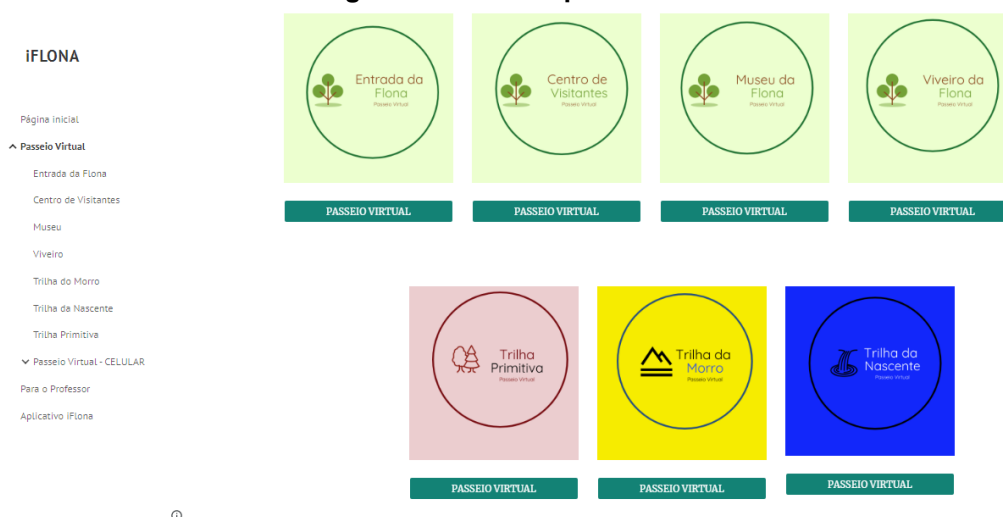 iFLONA
Página inicial
Passeio Virtual
Entrada da Flona
Centro de Visitantes
Museu
Viveiro
Trilha do Morro
Trilha da Nascente
Trilha Primitiva
Passeio Virtual - CELULAR
Para o Professor
Aplicativo iFlona
Entrada da
Flona
Passeio Virtual
Centro de
Visitantes
Passeio Virtual
Museu da
Flona
Passeio Virtual
Viveiro da
Flona
Passeio Virtual
PASSEIO VIRTUAL
PASSEIO VIRTUAL
PASSEIO VIRTUAL
PASSEIO VIRTUAL
Trilha
Primitiva
Passeio Virtual
Trilha da
Morro
Passeio Virtual
Trilha da
Nascente
Passeio Virtual
PASSEIO VIRTUAL
PASSEIO VIRTUAL
PASSEIO VIRTUAL